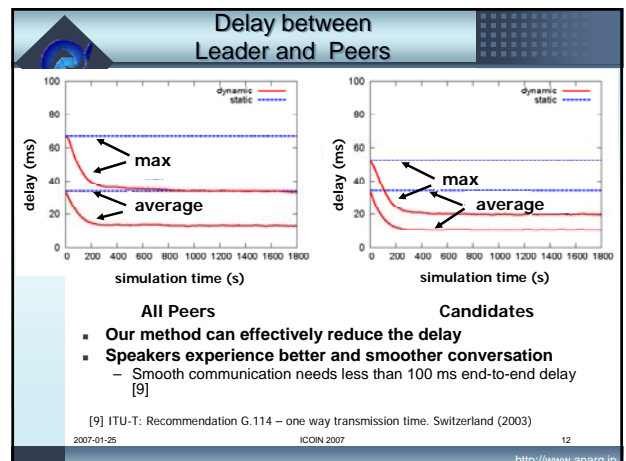 Delay between
Leader and Peers
100
80
60
40
20
0
delay (ms)
dynamic
static
max
average
0 200 400 600 800 1000 1200 1400 1600 1800
simulation time (s)
All Peers
100
80
60
40
20
0
delay (ms)
dynamic
static
max
average
0 200 400 600 800 1000 1200 1400 1600 1800
simulation time (s)
Candidates
▪ Our method can effectively reduce the delay
▪ Speakers experience better and smoother conversation
– Smooth communication needs less than 100 ms end-to-end delay
[9]
[9] ITU-T: Recommendation G.114 – one way transmission time. Switzerland (2003)
2007-01-25 ICOIN 2007 12